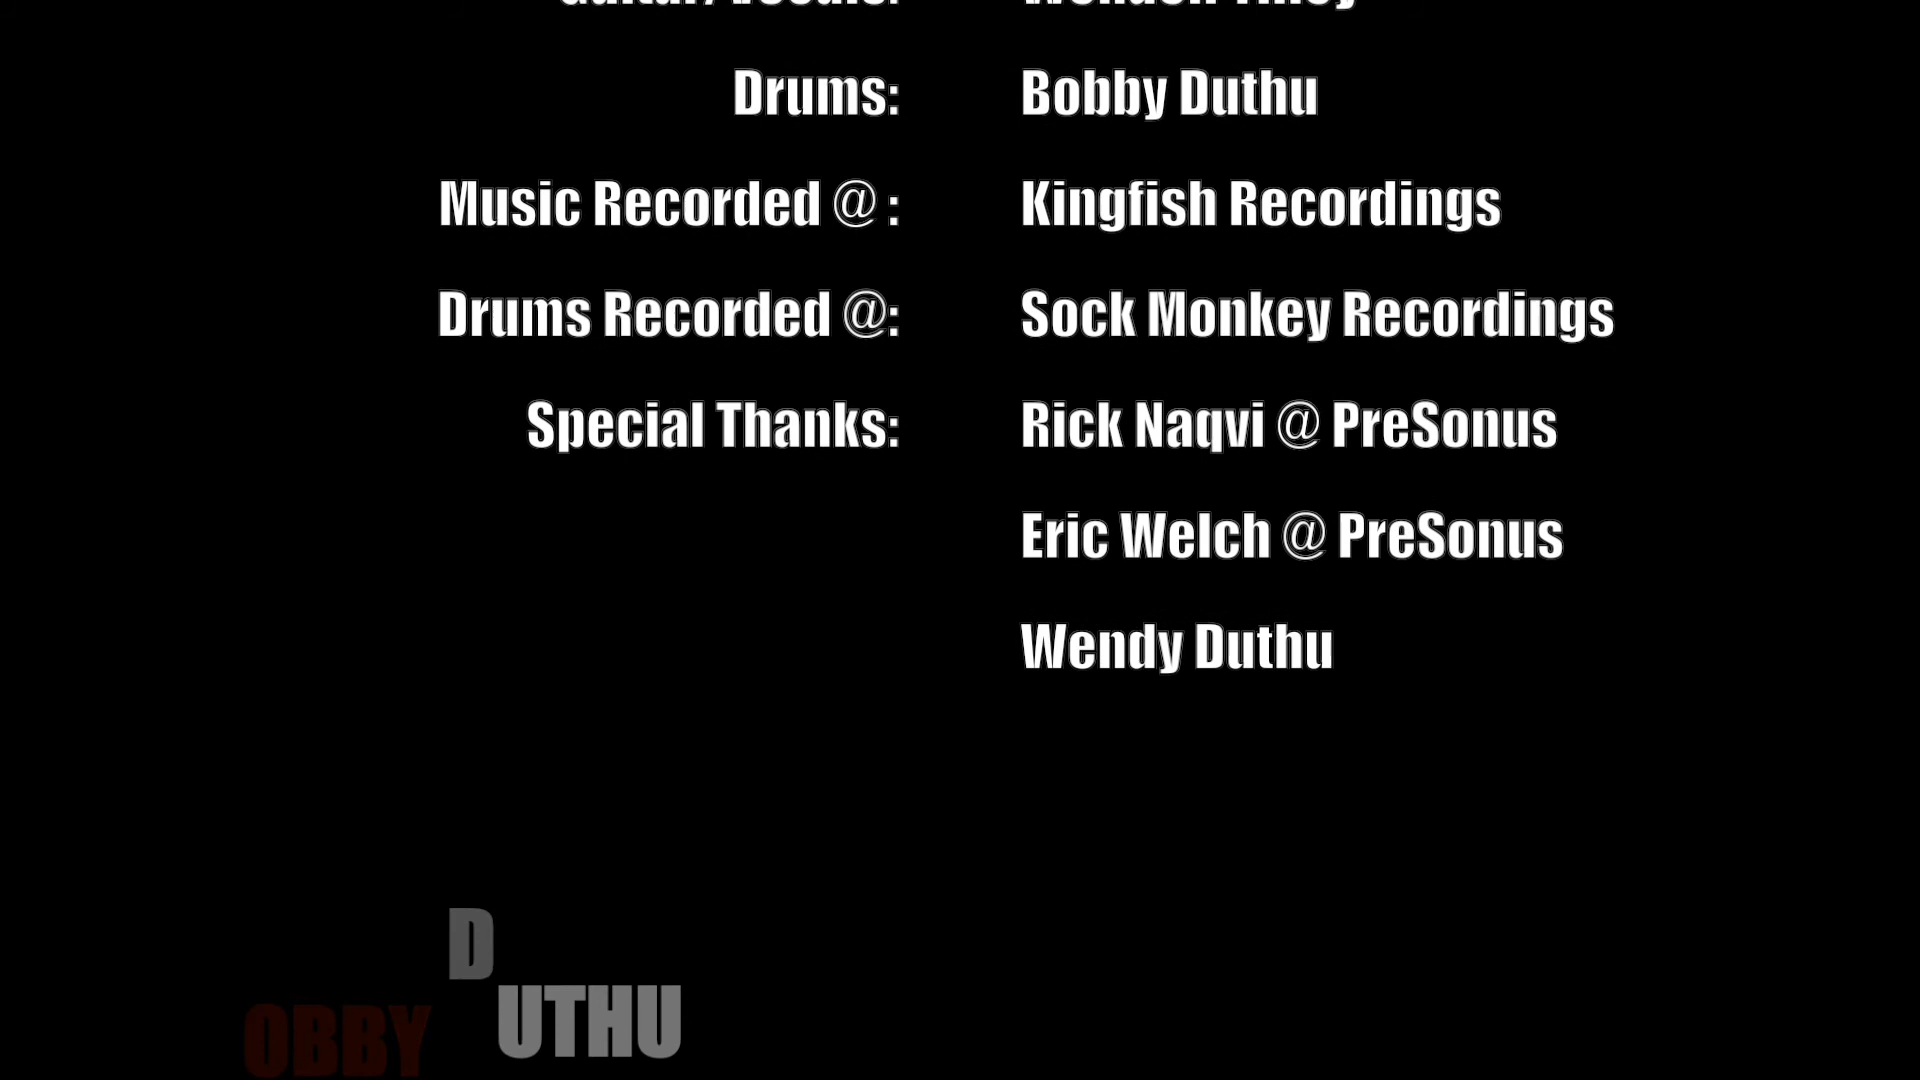 Drums: Bobby Duthu
Music Recorded @ : Kingfish Recordings
Drums Recorded @: Sock Monkey Recordings
Special Thanks: Rick Naqvi @ PreSonus
Eric Welch @ PreSonus
Wendy Duthu
D
OBBY UTHU